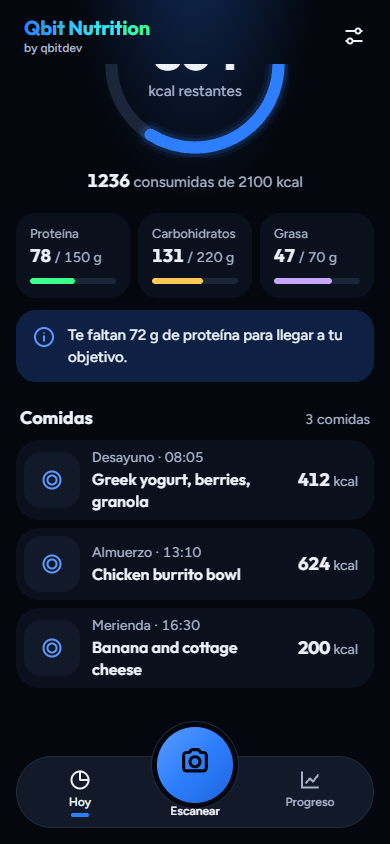 Qbit Nutrition
by qbitdev
kcal restantes
1236 consumidas de 2100 kcal
Proteína
78 / 150 g
Carbohidratos
131 / 220 g
Grasa
47 / 70 g
Te faltan 72 g de proteína para llegar a tu
objetivo.
Comidas
3 comidas
Desayuno · 08:05
Greek yogurt, berries,
granola
412 kcal
Almuerzo · 13:10
Chicken burrito bowl
624 kcal
Merienda · 16:30
Banana and cottage
cheese
200 kcal
Hoy
Escanear
Progreso